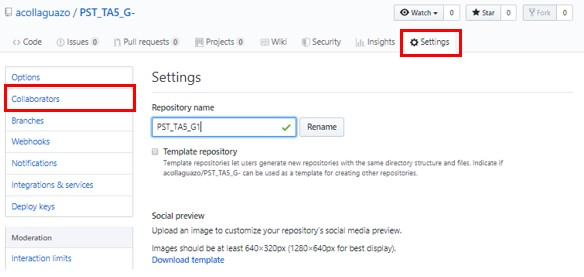 acollaguazo / PST_TA5_G-
Watch 0 Star 0 Fork 0
Code Issues 0 Pull requests 0 Projects 0 Wiki Security Insights Settings
Options
Collaborators
Branches
Webhooks
Notifications
Integrations & services
Deploy keys
Moderation
Interaction limits
Settings
Repository name
PST_TA5_G1 Rename
Template repository
Template repositories let users generate new repositories with the same directory structure and files. Indicate if
acollaguazo/PST_TA5_G- can be used as a template for creating other repositories.
Social preview
Upload an image to customize your repository's social media preview.
Images should be at least 640×320px (1280×640px for best display).
Download template